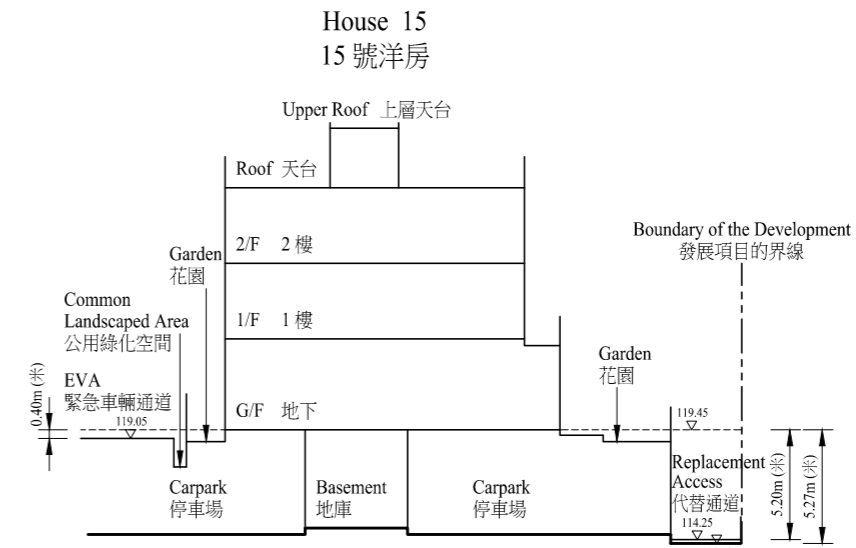 House 15
15 號洋房
Upper Roof 上層天台
Roof 天台
2/F 2 樓
Garden
花園
Boundary of the Development
發展項目的界線
Common
Landscaped Area
公用綠化空間
1/F 1 樓
Garden
花園
0.40m (米)
EVA
緊急車輛通道
119.05
G/F 地下
119.45
Carpark
停車場
Basement
地庫
Carpark
停車場
Replacement
Access
代替通道
114.25
5.20m (米)
5.27m (米)